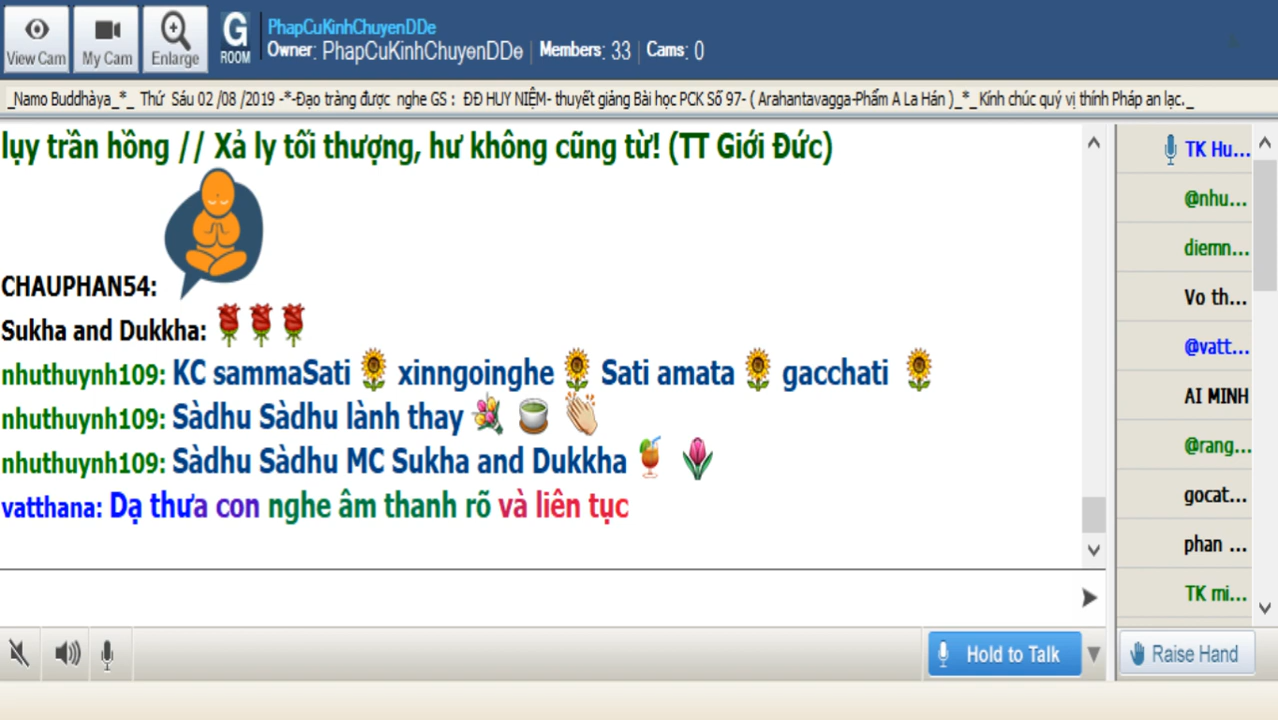 View Cam
My Cam
Enlarge
G
ROOM
PhapCuKinhChuyenDDe
Owner: PhapCuKinhChuyenDDe | Members: 33 | Cams: 0
_Namo Buddhàya_*_ Thứ Sáu 02 /08 /2019 -*-Đạo tràng được nghe GS : ĐĐ HUY NIỆM- thuyết giảng Bài học PCK Số 97- ( Arahantavagga-Phẩm A La Hán )_*_Kính chúc quý vị thính Pháp an lạc._
lụy trần hồng // Xả ly tối thượng, hư không cũng từ! (TT Giới Đức)
CHAUPHAN54:
Sukha and Dukkha:
nhuthuynh109: KC sammaSati xinngoinghe Sati amata gacchati
nhuthuynh109: Sàdhu Sàdhu lành thay
nhuthuynh109: Sàdhu Sàdhu MC Sukha and Dukkha
vatthana: Dạ thưa con nghe âm thanh rõ và liên tục
TK Hu...
@nhu...
diemn...
Vo th...
@vatt...
AI MINH
@rang...
gocat...
phan ...
TK mi...
Hold to Talk
Raise Hand